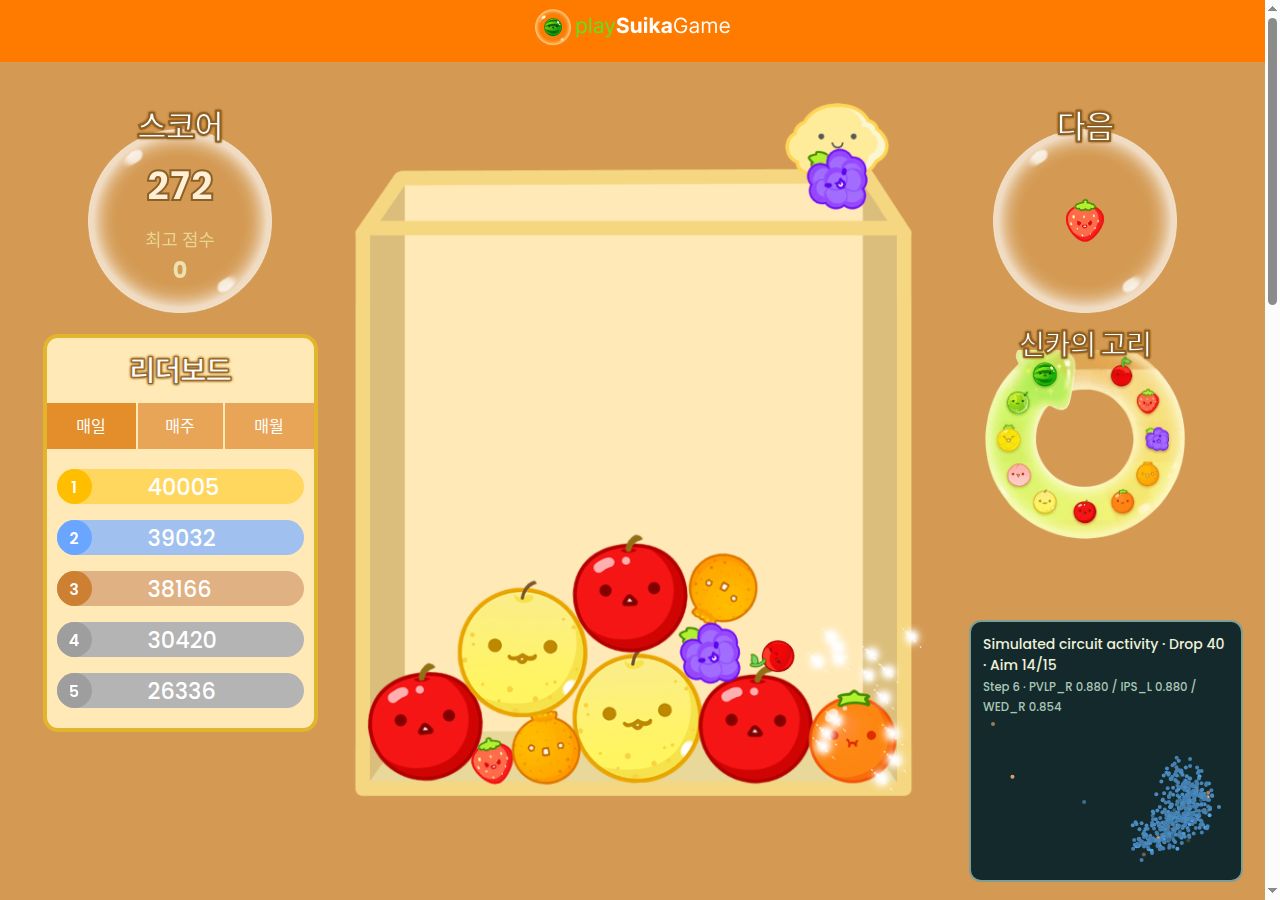 playSuikaGame
스코어
272
최고 점수
0
다음
리더보드
매일 매주 매월
1 40005
2 39032
3 38166
4 30420
5 26336
신카의 고리
Simulated circuit activity · Drop 40
· Aim 14/15
Step 6 · PVLP_R 0.880 / IPS_L 0.880 /
WED_R 0.854